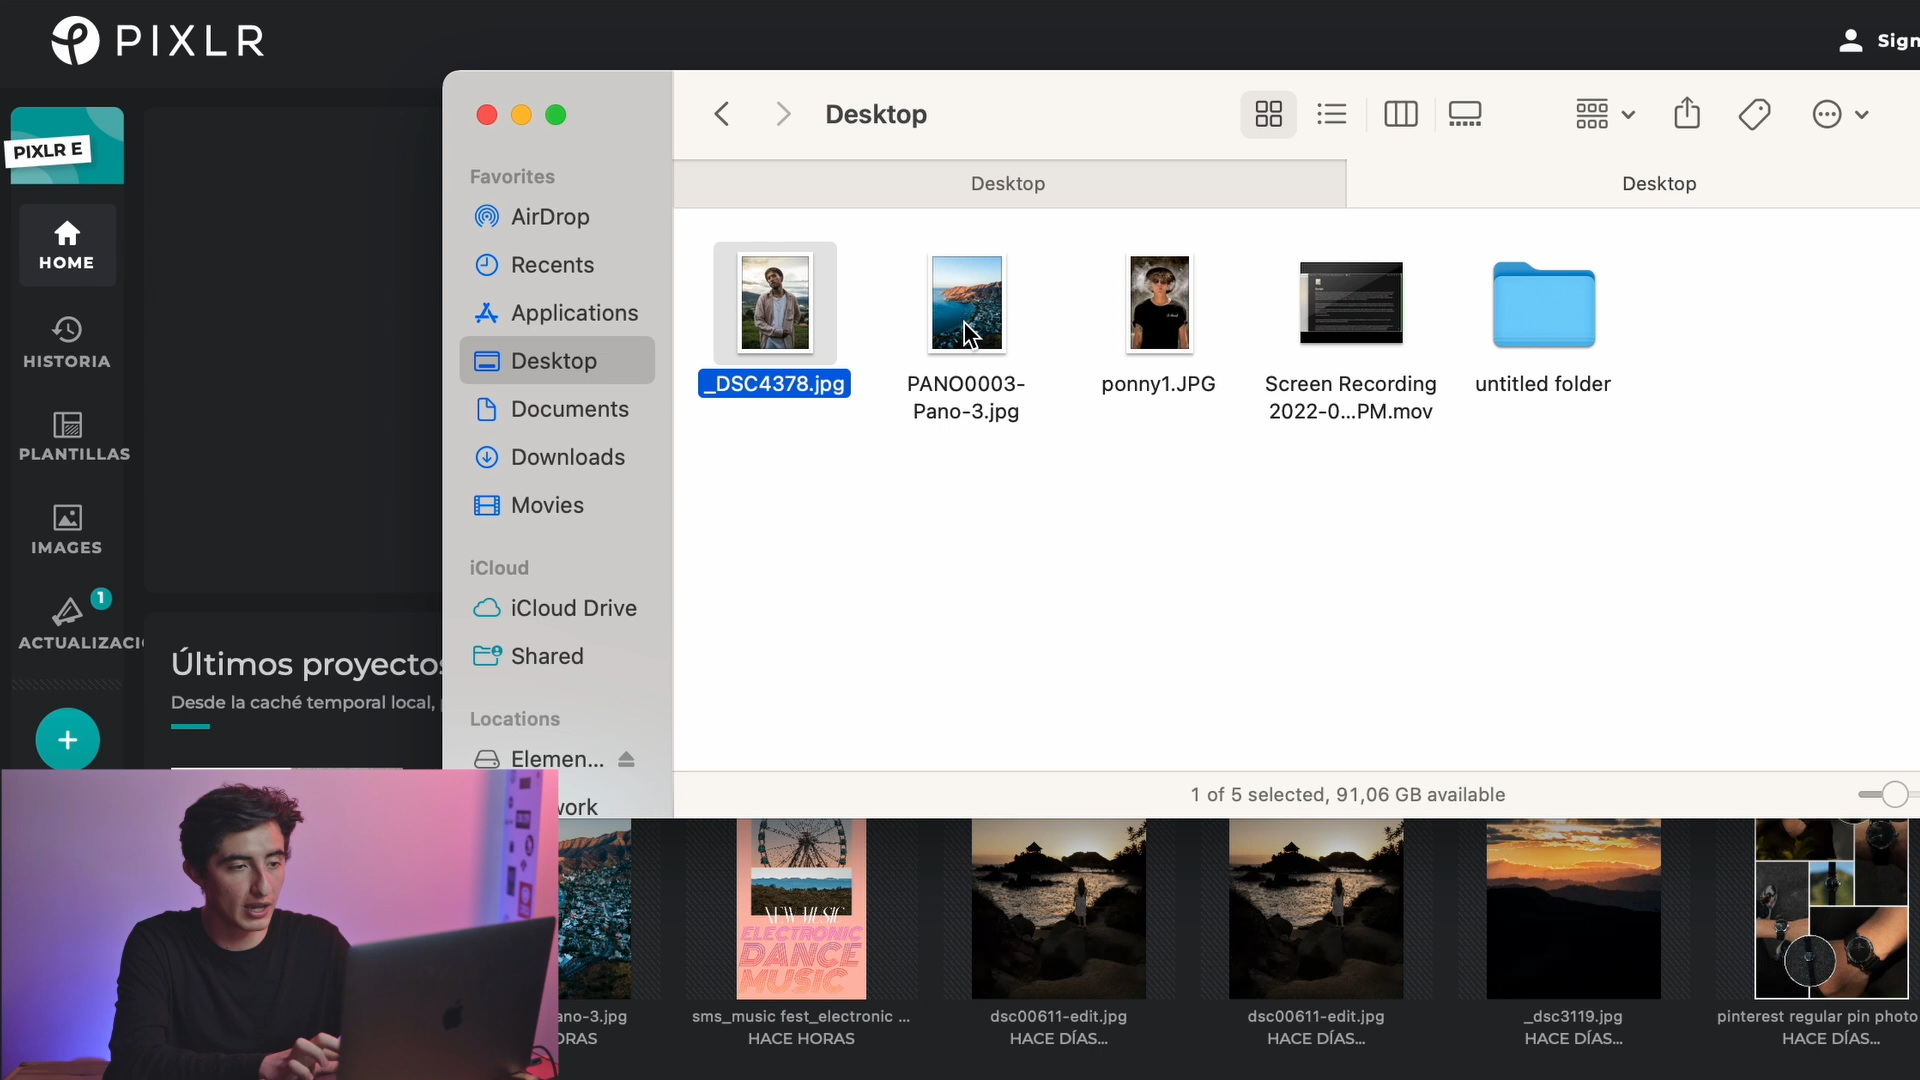 PIXLR
Sign
PIXLR E
HOME
HISTORIA
PLANTILLAS
IMAGES
1
ACTUALIZACI
Últimos proyectos
Desde la caché temporal local,
+
Favorites
AirDrop
Recents
Applications
Desktop
Documents
Downloads
Movies
iCloud
iCloud Drive
Shared
Locations
Elemen...
work
Desktop
Desktop
Desktop
_DSC4378.jpg
PANO0003-
Pano-3.jpg
ponny1.JPG
Screen Recording
2022-0...PM.mov
untitled folder
1 of 5 selected, 91,06 GB available
NEW MUSIC
ELECTRONIC
DANCE
MUSIC
ano-3.jpg
ORAS
sms_music fest_electronic ...
HACE HORAS
dsc00611-edit.jpg
HACE DÍAS...
dsc00611-edit.jpg
HACE DÍAS...
_dsc3119.jpg
HACE DÍAS...
pinterest regular pin photo
HACE DÍAS...